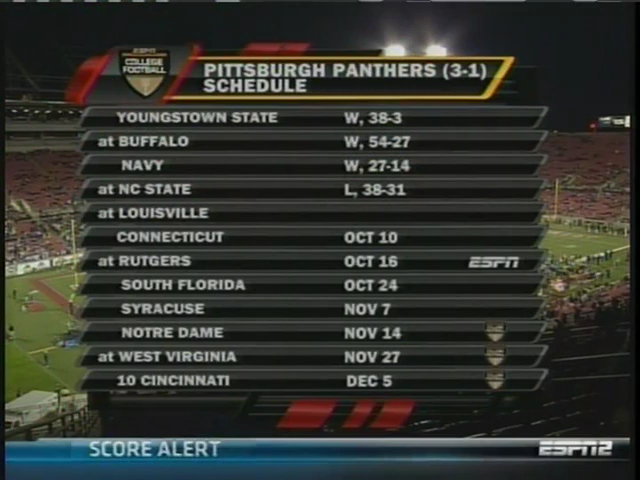 ESPN
COLLEGE
FOOTBALL
PITTSBURGH PANTHERS (3-1)
SCHEDULE
YOUNGSTOWN STATE W, 38-3
at BUFFALO W, 54-27
NAVY W, 27-14
at NC STATE L, 38-31
at LOUISVILLE
CONNECTICUT OCT 10
at RUTGERS OCT 16 ESPN
SOUTH FLORIDA OCT 24
SYRACUSE NOV 7
NOTRE DAME NOV 14
at WEST VIRGINIA NOV 27
10 CINCINNATI DEC 5
SCORE ALERT ESPN2